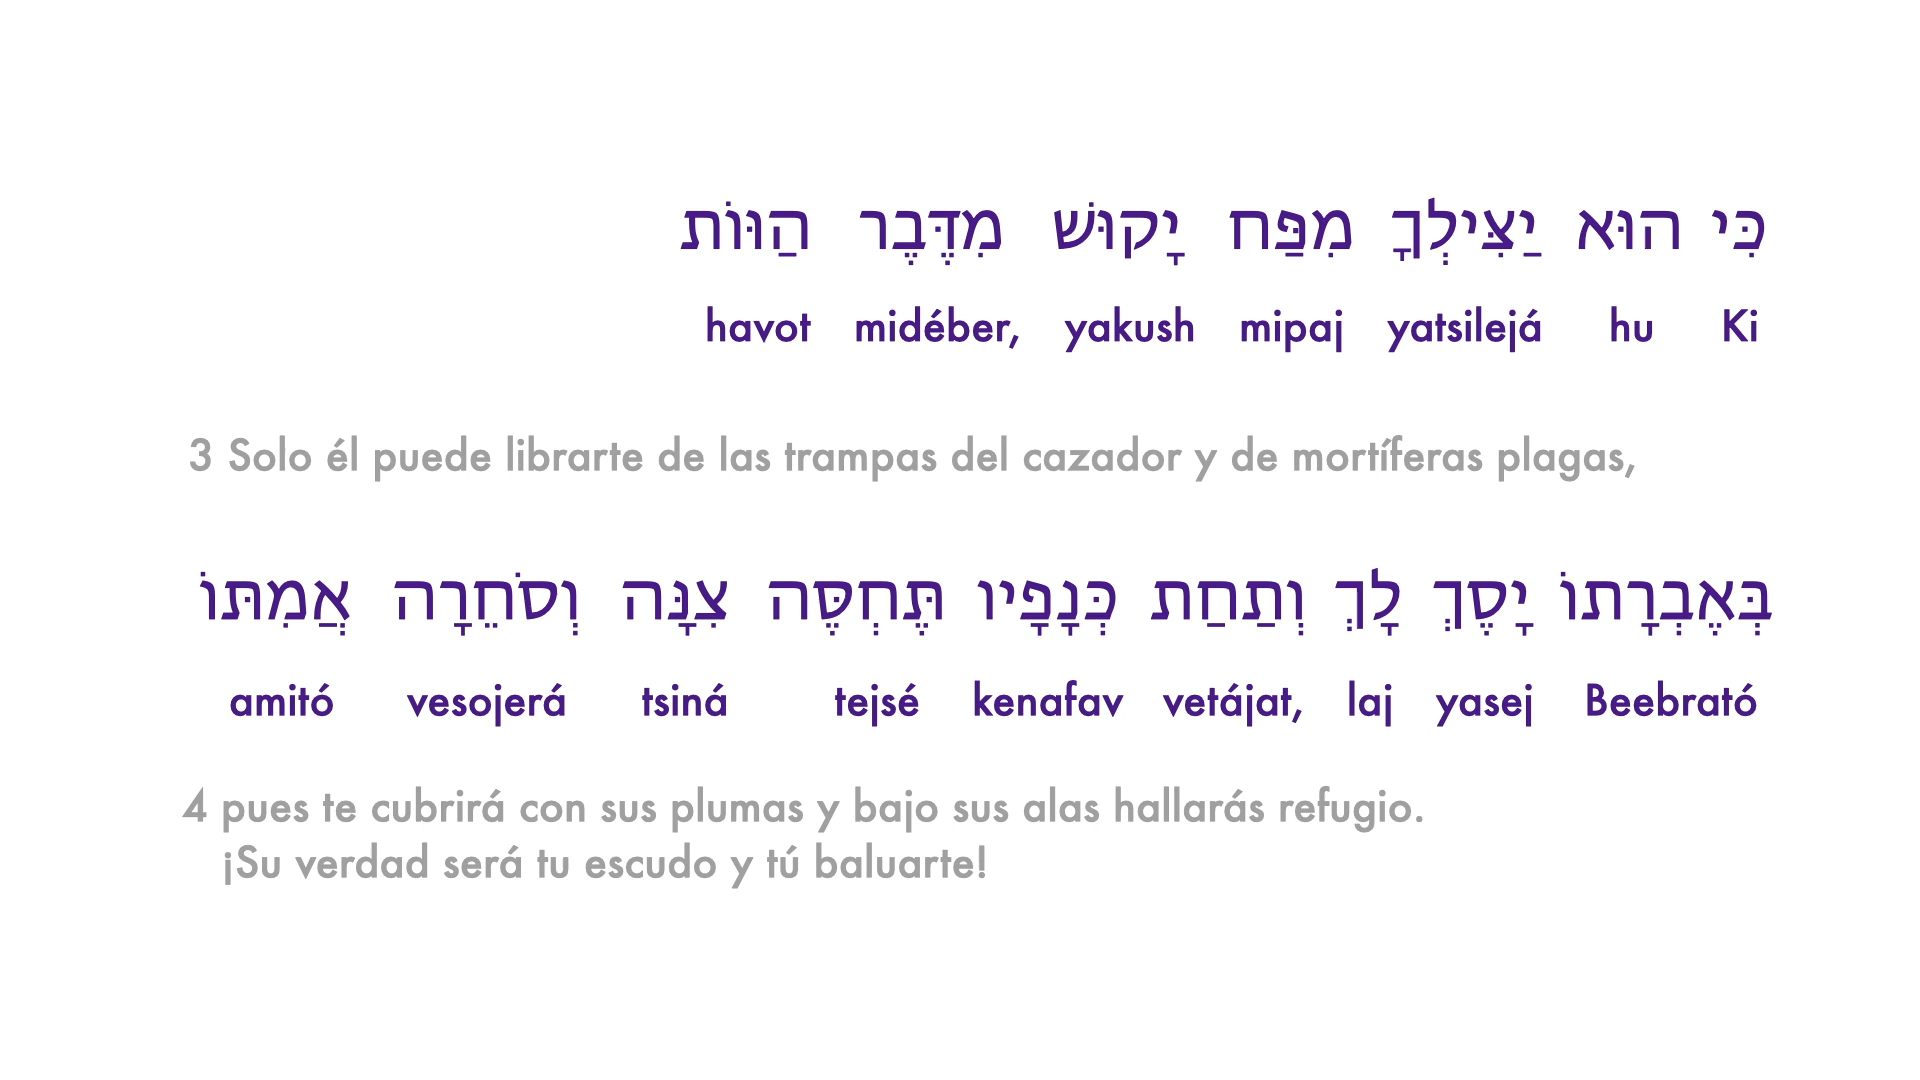 כִּי הוּא יַצִּילְךָ מִפַּח יָקוּשׁ מִדֶּבֶר הַוּוֹת
havot midéber, yakush mipaj yatsilejá hu Ki
3 Solo él puede librarte de las trampas del cazador y de mortíferas plagas,
בְּאֶבְרָתוֹ יָסֶךְ לָךְ וְתַחַת כְּנָפָיו תֶּחְסֶּה צִנָּה וְסֹחֵרָה אֲמִתּוֹ
amitó vesojerá tsiná tejsé kenafav vetájat, laj yasej Beebrató
4 pues te cubrirá con sus plumas y bajo sus alas hallarás refugio.
¡Su verdad será tu escudo y tú baluarte!